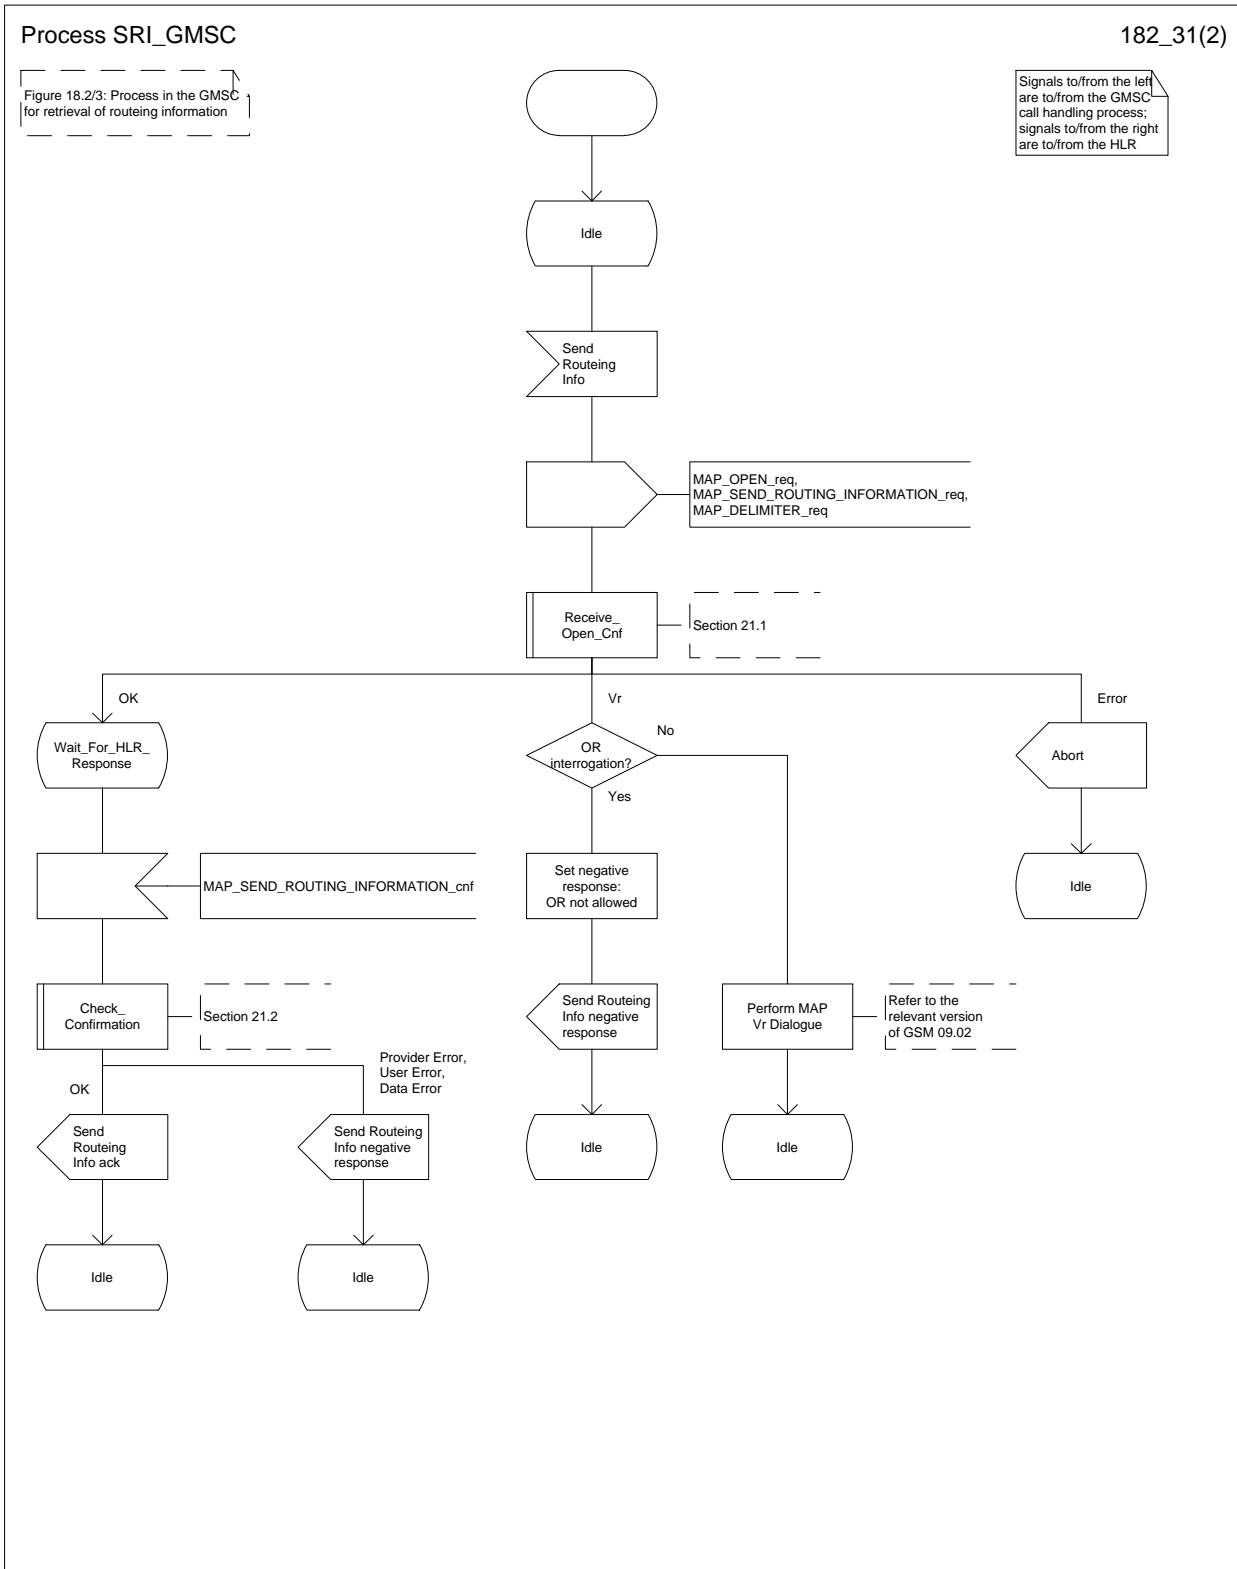 Process SRI_GMSC
182_31(2)
Figure 18.2/3: Process in the GMSC
for retrieval of routeing information
Signals to/from the left
are to/from the GMSC
call handling process;
signals to/from the right
are to/from the HLR
Idle
Send
Routeing
Info
MAP_OPEN_req,
MAP_SEND_ROUTING_INFORMATION_req,
MAP_DELIMITER_req
Receive_
Open_Cnf
Section 21.1
OK
Vr
Error
Wait_For_HLR_
Response
OR
interrogation?
No
Yes
Abort
MAP_SEND_ROUTING_INFORMATION_cnf
Set negative
response:
OR not allowed
Idle
Check_
Confirmation
Section 21.2
Send Routeing
Info negative
response
Perform MAP
Vr Dialogue
Refer to the
relevant version
of GSM 09.02
OK
Provider Error,
User Error,
Data Error
Send
Routeing
Info ack
Send Routeing
Info negative
response
Idle
Idle
Idle
Idle